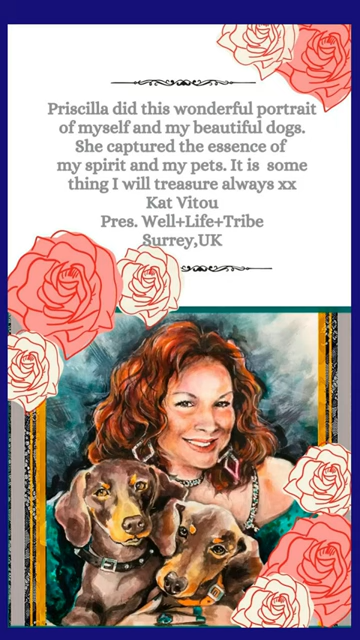 Priscilla did this wonderful portrait
of myself and my beautiful dogs.
She captured the essence of
my spirit and my pets. It is some
thing I will treasure always xx
Kat Vitou
Pres. Well+Life+Tribe
Surrey,UK